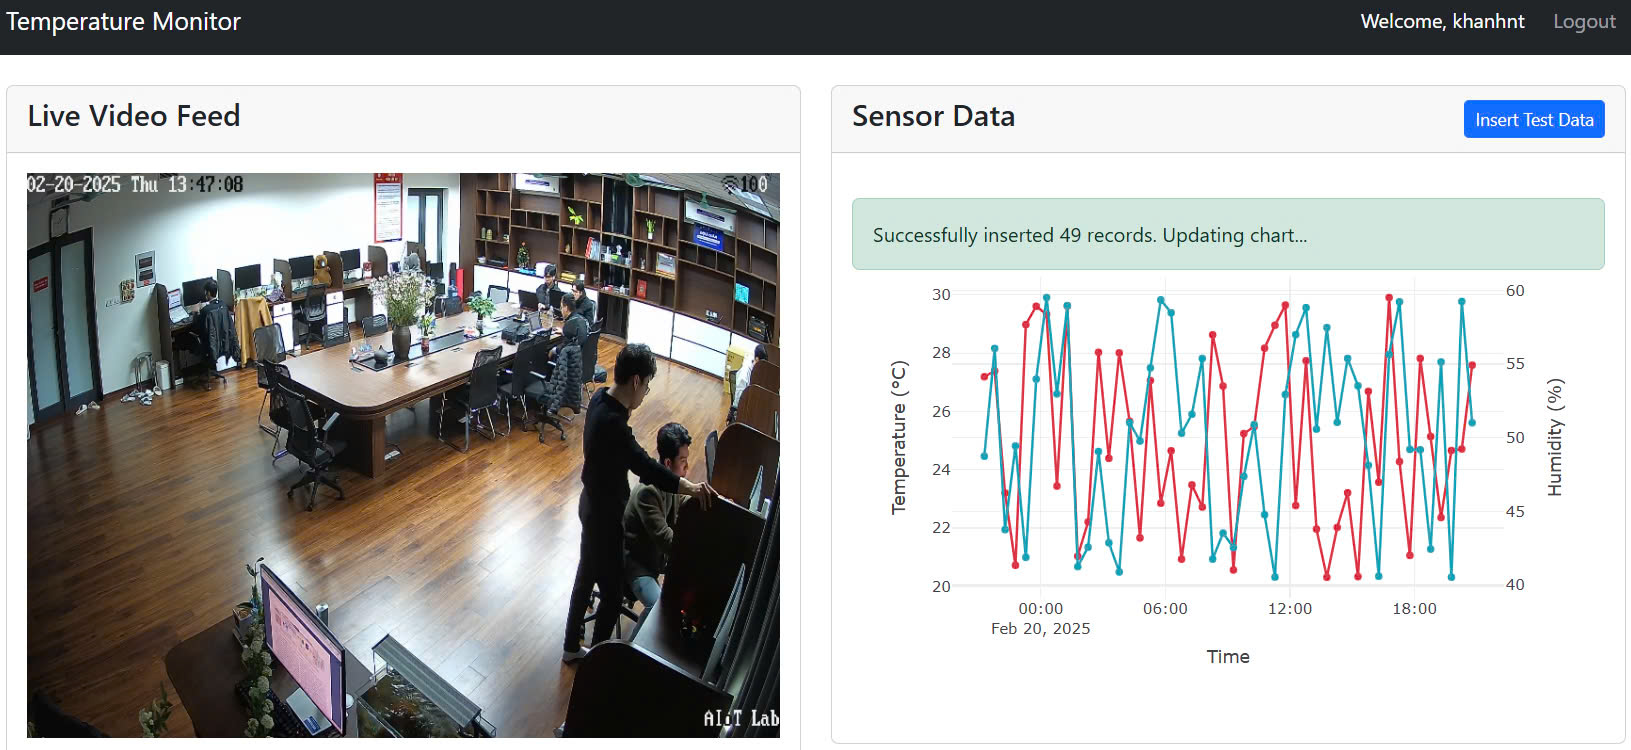 Temperature Monitor
Welcome, khanhnt
Logout
Live Video Feed
02-20-2025 Thu 13:47:08
100
AIoT Lab
Sensor Data
Insert Test Data
Successfully inserted 49 records. Updating chart...
30
28
26
24
22
20
Temperature (°C)
60
55
50
45
40
Humidity (%)
00:00
06:00
12:00
18:00
Feb 20, 2025
Time